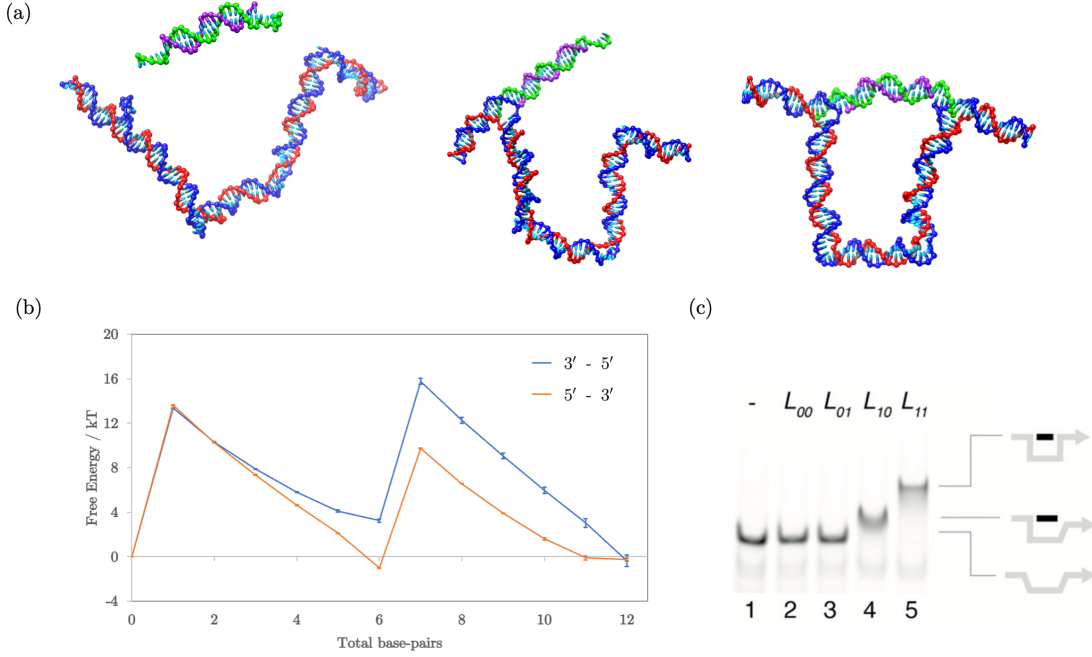 (a)
(b)
(c)
20
16
12
8
4
0
-4
Free Energy / kT
3′ - 5′
5′ - 3′
0 2 4 6 8 10 12
Total base-pairs
- L00 L01 L10 L11
1 2 3 4 5